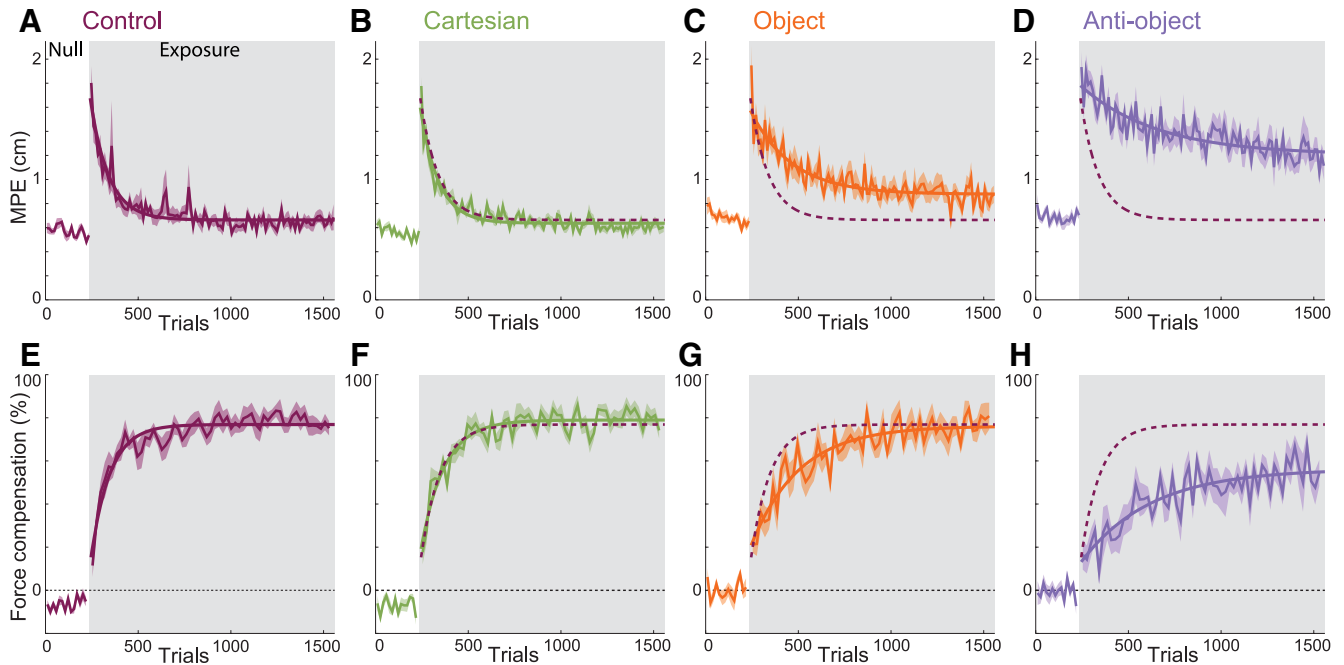 A Control
B Cartesian
C Object
D Anti-object
Null Exposure
MPE (cm)
2
1
0
0 500 1000 1500
Trials
2
1
0
0 500 1000 1500
Trials
2
1
0
0 500 1000 1500
Trials
2
1
0
0 500 1000 1500
Trials
E
F
G
H
Force compensation (%)
100
0
0 500 1000 1500
Trials
100
0
0 500 1000 1500
Trials
100
0
0 500 1000 1500
Trials
100
0
0 500 1000 1500
Trials